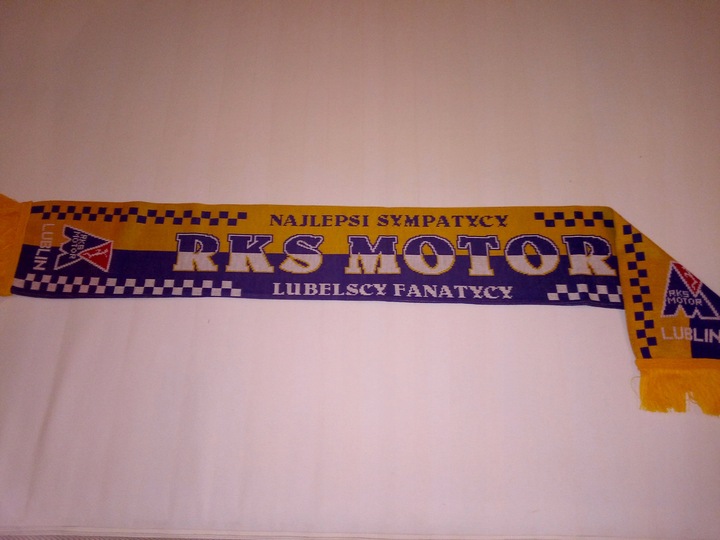 NAJLEPSI SYMPATYCY
RKS MOTOR
LUBELSCY FANATYCY
RKS
MOTOR
LUBLIN
RKS
MOTOR
LUBLIN